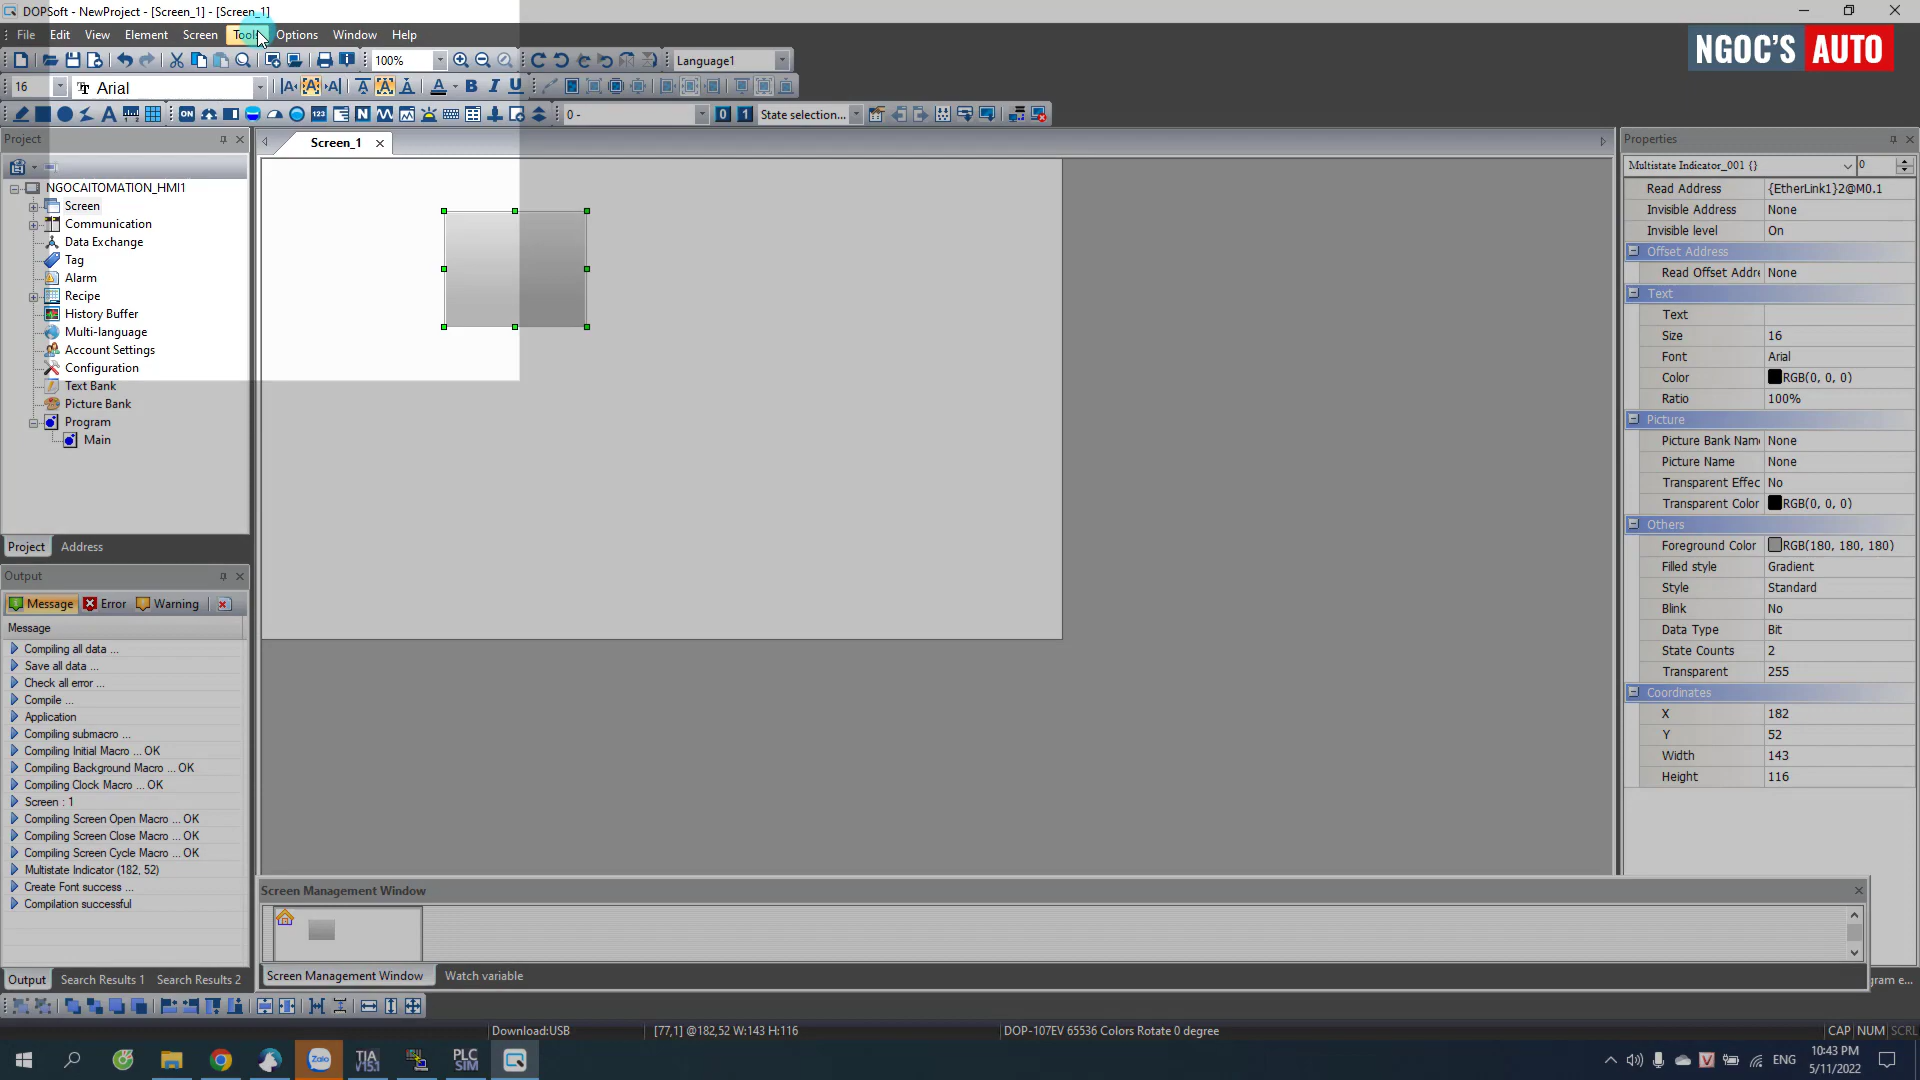 DOPSoft - NewProject - [Screen_1] - [Screen_1]
File Edit View Element Screen Tools Options Window Help
NGOC'S AUTO
100%
Language1
16
Arial
0 -
State selection...
Project
Screen_1
Properties
NGOCAITOMATION_HMI1
Screen
Communication
Data Exchange
Tag
Alarm
Recipe
History Buffer
Multi-language
Account Settings
Configuration
Text Bank
Picture Bank
Program
Main
Project Address
Multistate Indicator_001 {} 0
Read Address {EtherLink1}2@M0.1
Invisible Address None
Invisible level On
Offset Address
Read Offset Addre None
Text
Text
Size 16
Font Arial
Color RGB(0, 0, 0)
Ratio 100%
Picture
Picture Bank Nam None
Picture Name None
Transparent Effec No
Transparent Color RGB(0, 0, 0)
Others
Foreground Color RGB(180, 180, 180)
Filled style Gradient
Style Standard
Blink No
Data Type Bit
State Counts 2
Transparent 255
Coordinates
X 182
Y 52
Width 143
Height 116
Output
Message Error Warning
Message
Compiling all data ...
Save all data ...
Check all error ...
Compile ...
Application
Compiling submacro ...
Compiling Initial Macro ... OK
Compiling Background Macro ... OK
Compiling Clock Macro ... OK
Screen : 1
Compiling Screen Open Macro ... OK
Compiling Screen Close Macro ... OK
Compiling Screen Cycle Macro ... OK
Multistate Indicator (182, 52)
Create Font success ...
Compilation successful
Output Search Results 1 Search Results 2
Screen Management Window
Screen Management Window Watch variable
gram e...
Download:USB
[77,1] @182,52 W:143 H:116
DOP-107EV 65536 Colors Rotate 0 degree
CAP NUM SCRL
Zalo
TIA V15.1
PLC SIM
ENG
10:43 PM
5/11/2022